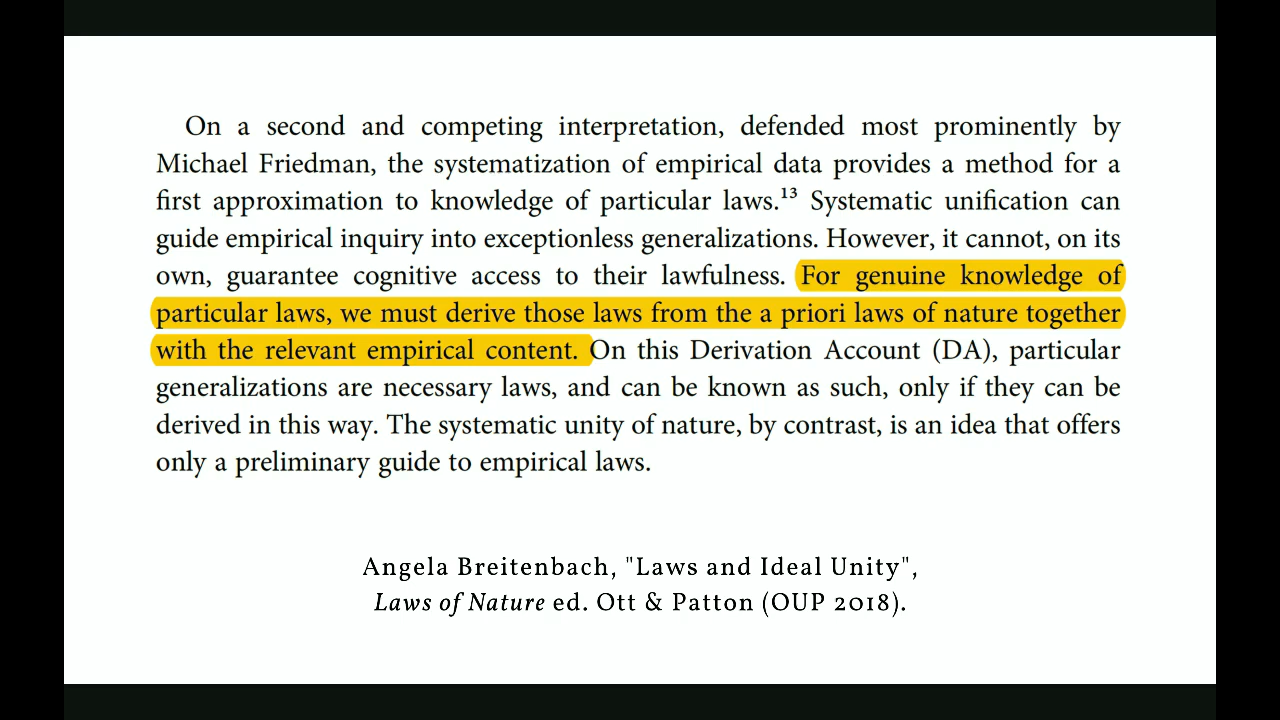 On a second and competing interpretation, defended most prominently by
Michael Friedman, the systematization of empirical data provides a method for a
first approximation to knowledge of particular laws.¹³ Systematic unification can
guide empirical inquiry into exceptionless generalizations. However, it cannot, on its
own, guarantee cognitive access to their lawfulness. For genuine knowledge of
particular laws, we must derive those laws from the a priori laws of nature together
with the relevant empirical content. On this Derivation Account (DA), particular
generalizations are necessary laws, and can be known as such, only if they can be
derived in this way. The systematic unity of nature, by contrast, is an idea that offers
only a preliminary guide to empirical laws.
Angela Breitenbach, "Laws and Ideal Unity",
Laws of Nature ed. Ott & Patton (OUP 2018).